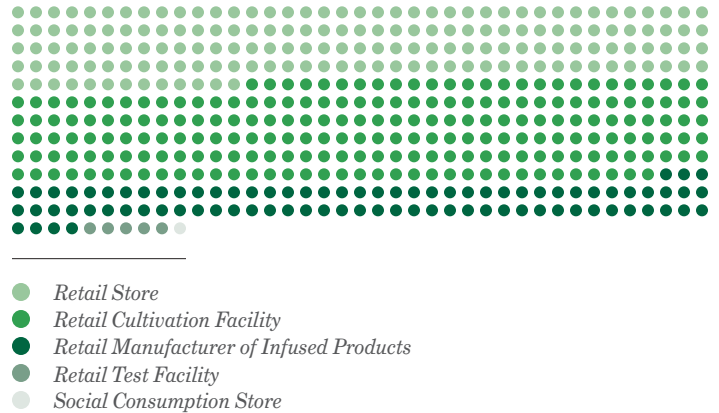 Retail Store
Retail Cultivation Facility
Retail Manufacturer of Infused Products
Retail Test Facility
Social Consumption Store